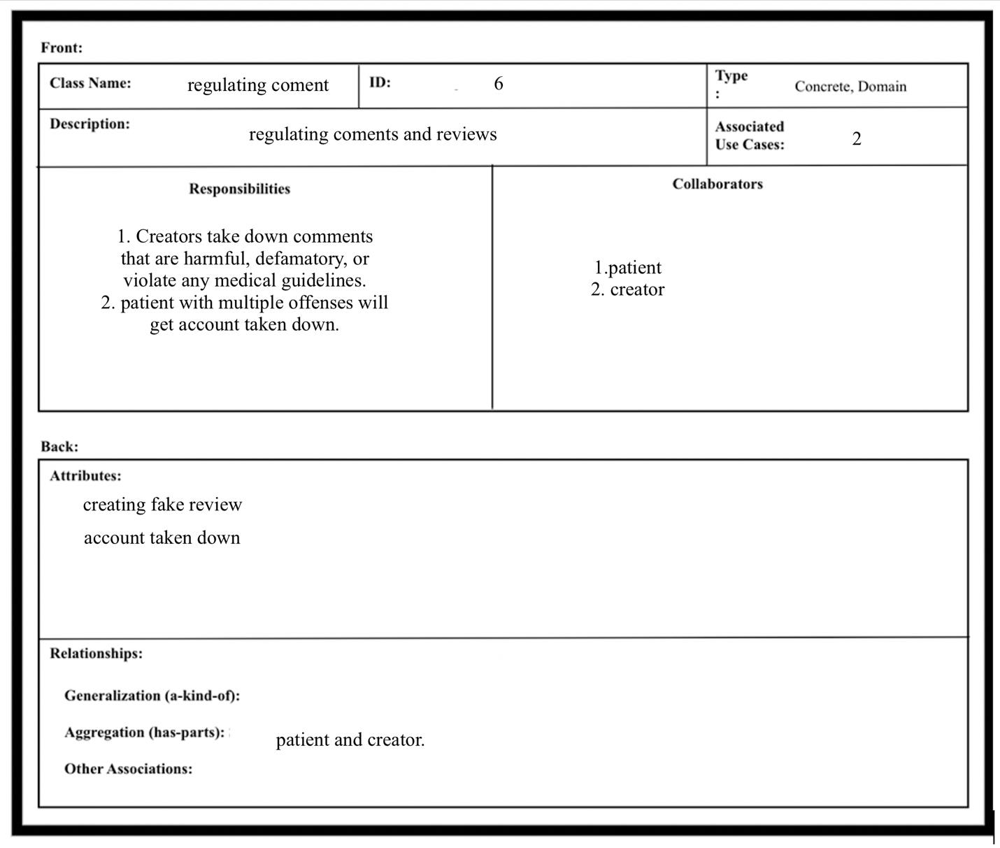 Front:
Class Name: regulating coment ID: 6 Type : Concrete, Domain
Description: regulating coments and reviews Associated Use Cases: 2
Responsibilities
1. Creators take down comments
that are harmful, defamatory, or
violate any medical guidelines.
2. patient with multiple offenses will
get account taken down.
Collaborators
1.patient
2. creator
Back:
Attributes:
creating fake review
account taken down
Relationships:
Generalization (a-kind-of):
Aggregation (has-parts): patient and creator.
Other Associations: